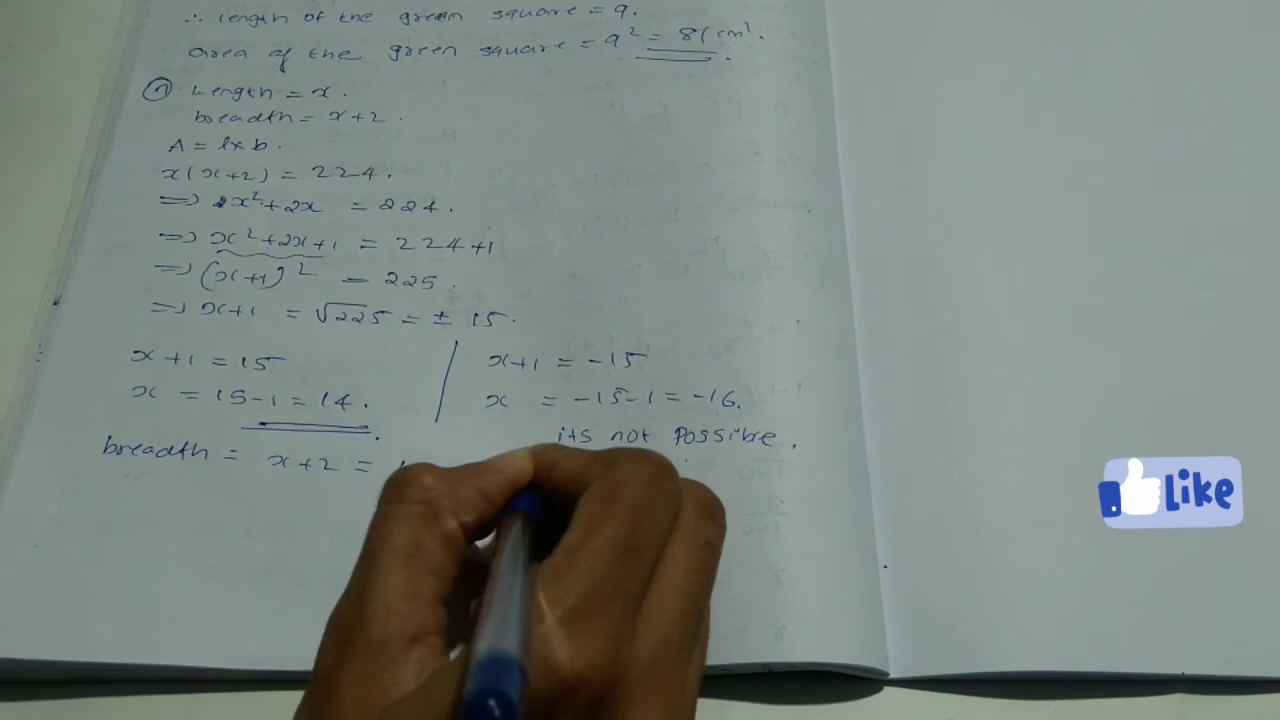 ∴ length of the green square = 9.
area of the green square = 9² = 81 cm².
Length = x.
breadth = x+2.
A = l×b.
x(x+2) = 224.
=> x²+2x = 224.
=> x²+2x+1 = 224+1
=> (x+1)² = 225.
=> x+1 = √225 = ± 15.
x+1 = 15
x = 15-1 = 14.
x+1 = -15
x = -15-1 = -16.
its not possible.
breadth = x+2 =
Like